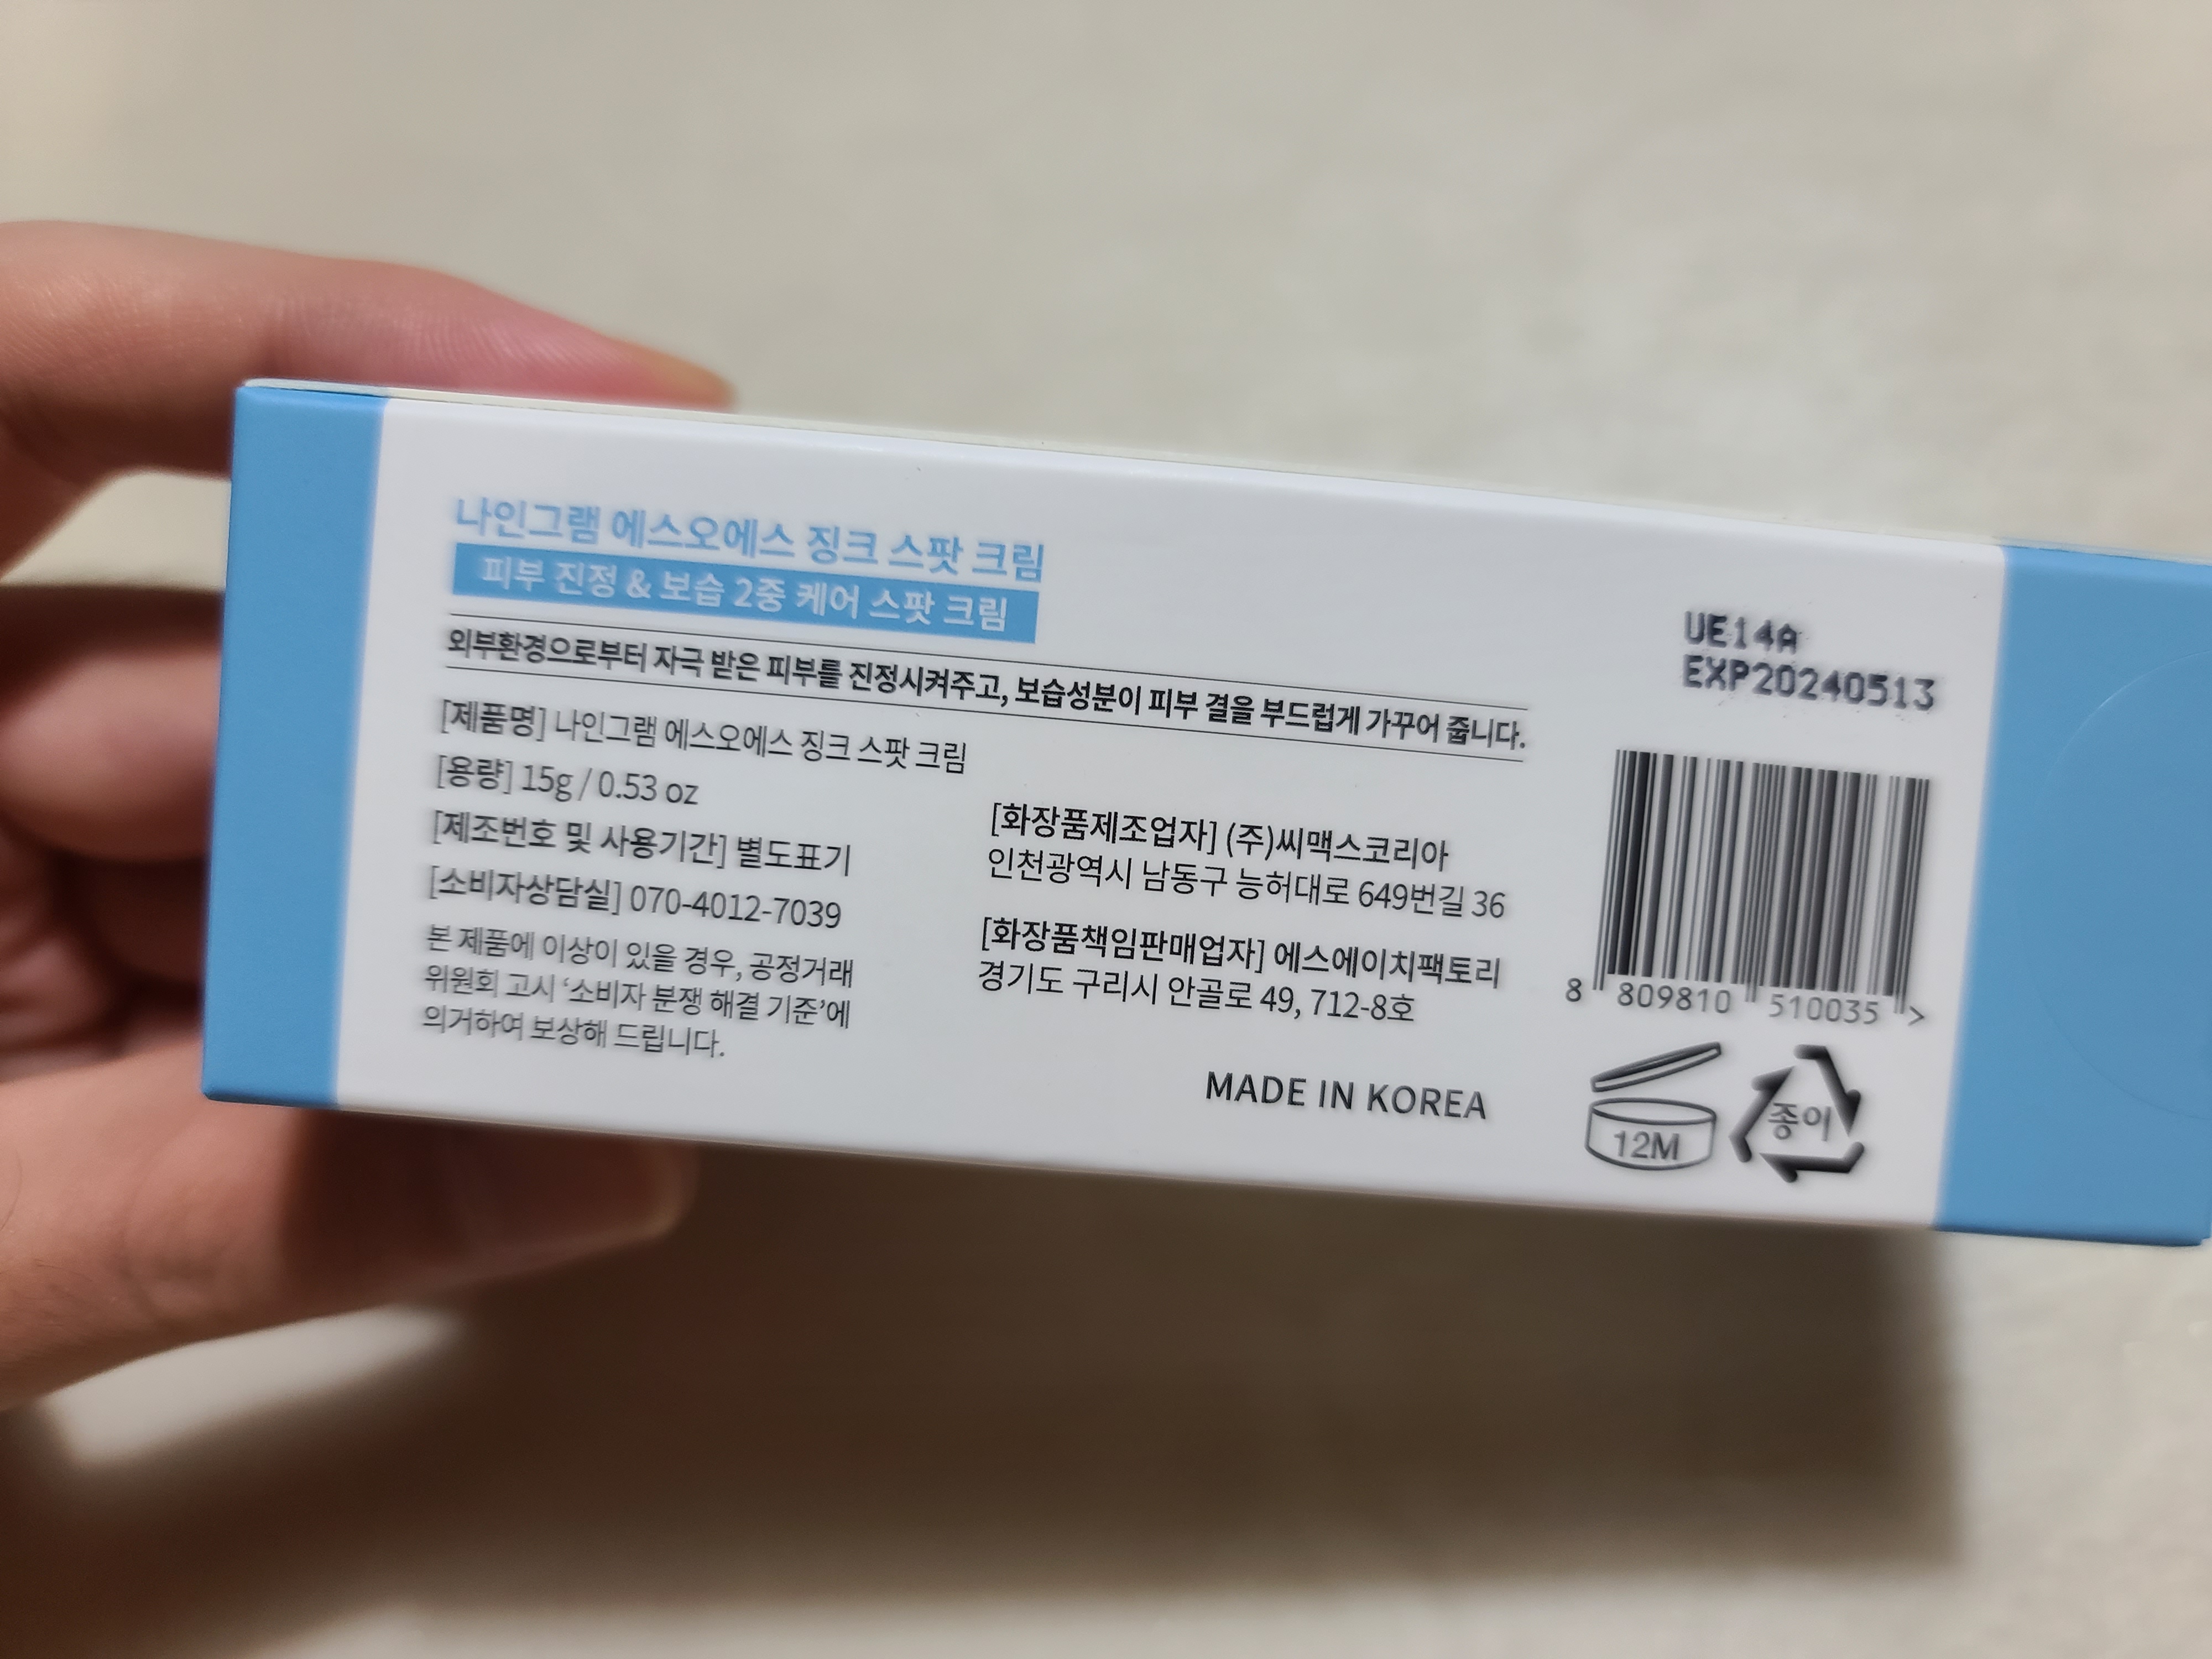 나인그램 에스오에스 징크 스팟 크림
피부 진정 & 보습 2중 케어 스팟 크림
외부환경으로부터 자극 받은 피부를 진정시켜주고, 보습성분이 피부 결을 부드럽게 가꾸어 줍니다.
[제품명] 나인그램 에스오에스 징크 스팟 크림
[용량] 15g / 0.53 oz
[제조번호 및 사용기간] 별도표기
[소비자상담실] 070-4012-7039
본 제품에 이상이 있을 경우, 공정거래
위원회 고시 ‘소비자 분쟁 해결 기준’에
의거하여 보상해 드립니다.
[화장품제조업자] (주)씨맥스코리아
인천광역시 남동구 능허대로 649번길 36
[화장품책임판매업자] 에스에이치팩토리
경기도 구리시 안골로 49, 712-8호
MADE IN KOREA
UE14A
EXP20240513
8 809810 510035 >
12M
종이